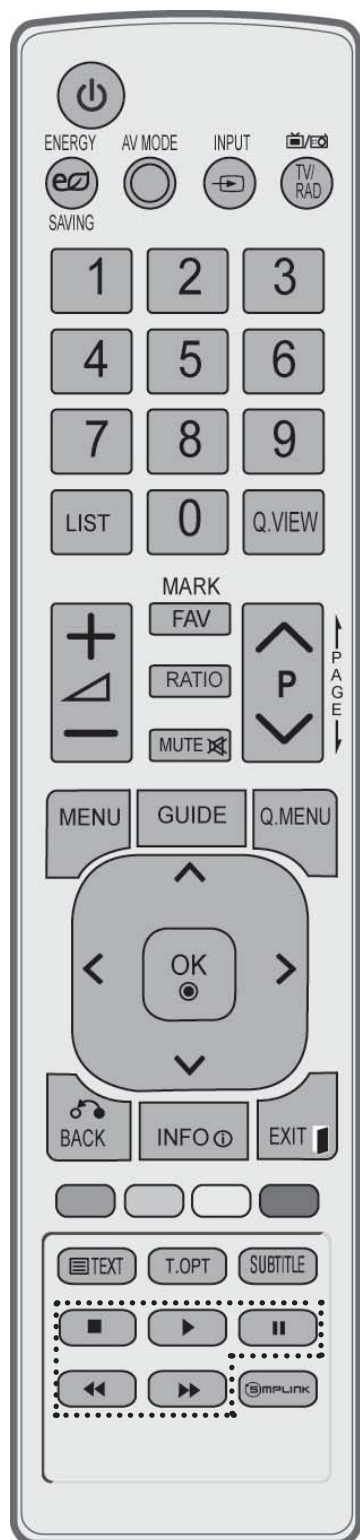 ENERGY AV MODE INPUT
TV/
RAD
SAVING
1 2 3
4 5 6
7 8 9
LIST 0 Q.VIEW
MARK
FAV
RATIO
P
PAGE
MUTE
MENU GUIDE Q.MENU
OK
BACK INFO EXIT
TEXT T.OPT SUBTITLE
SIMPLINK